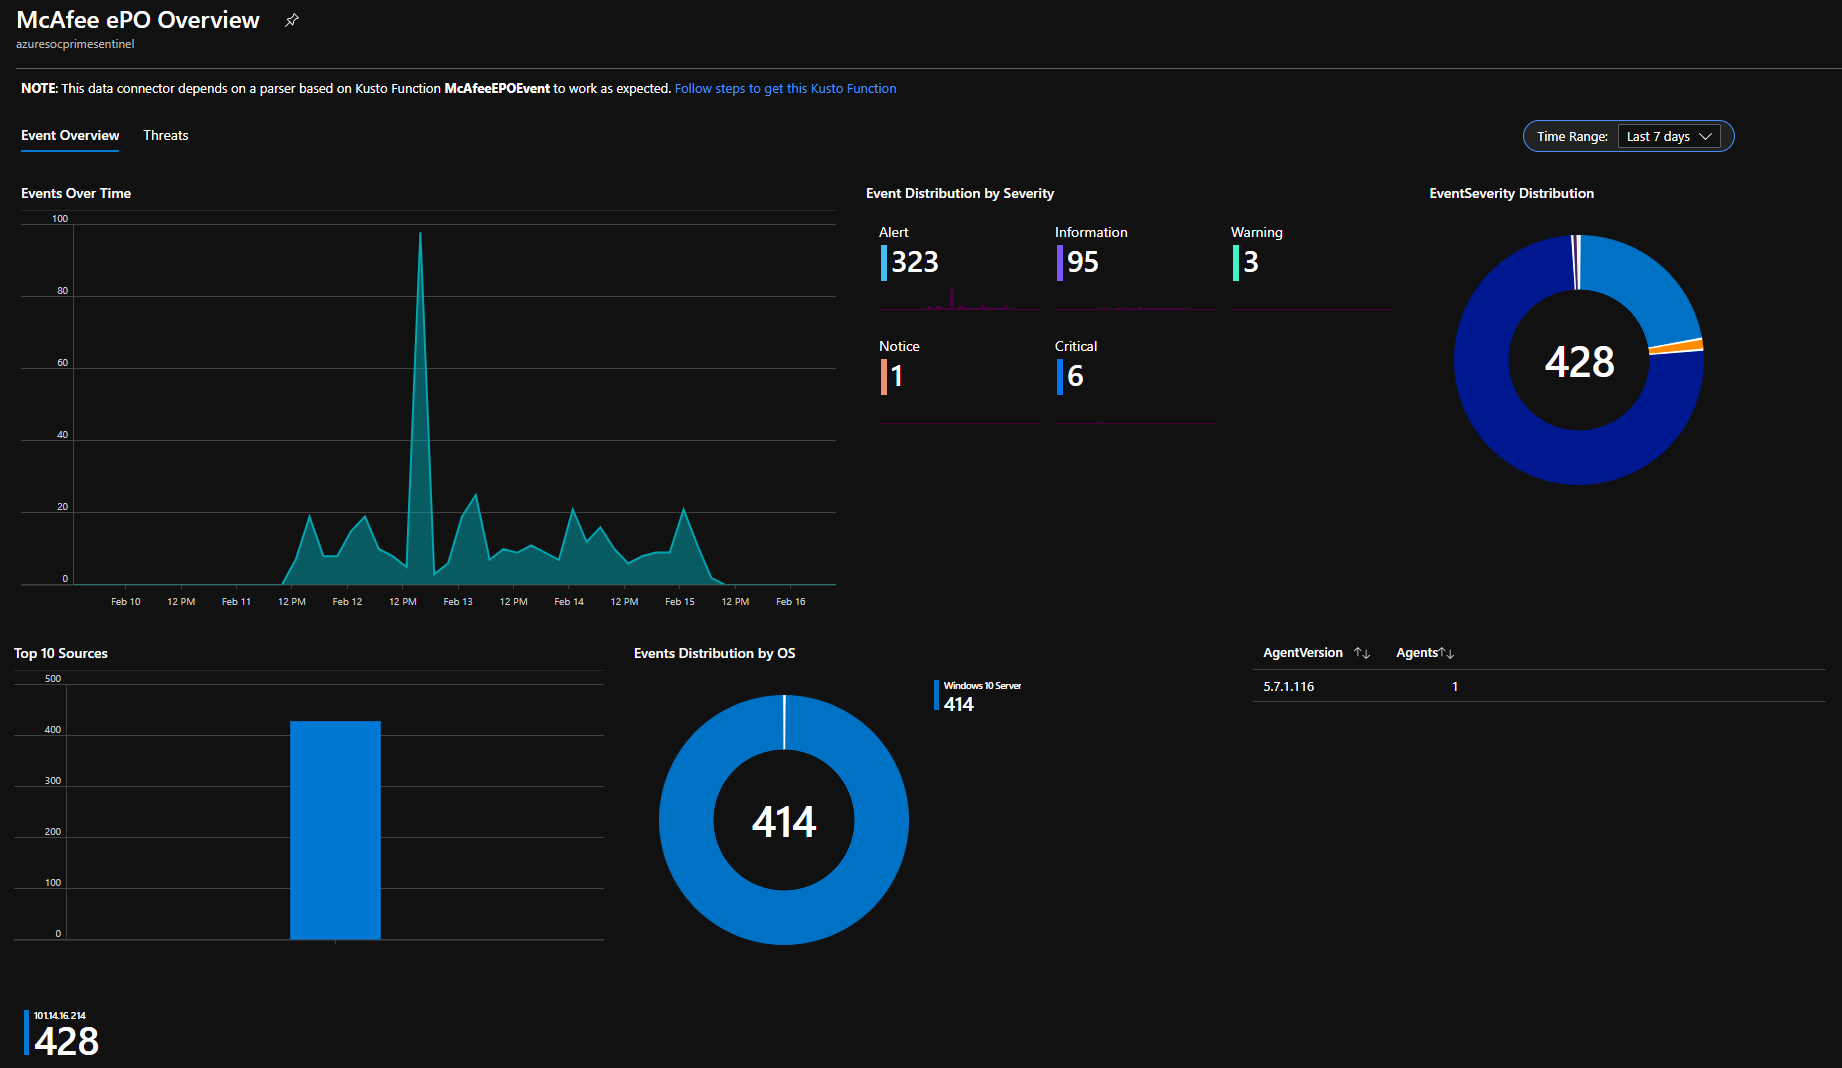 McAfee ePO Overview
azuresocprimesentinel
NOTE: This data connector depends on a parser based on Kusto Function McAfeeEPOEvent to work as expected. Follow steps to get this Kusto Function
Event Overview Threats
Time Range: Last 7 days
Events Over Time
100
80
60
40
20
0
Feb 10 12 PM Feb 11 12 PM Feb 12 12 PM Feb 13 12 PM Feb 14 12 PM Feb 15 12 PM Feb 16
Event Distribution by Severity
Alert Information Warning
323 95 3
Notice Critical
1 6
EventSeverity Distribution
428
Top 10 Sources
500
400
300
200
100
0
101.14.16.214
428
Events Distribution by OS
414
Windows 10 Server
414
AgentVersion Agents
5.7.1.116 1